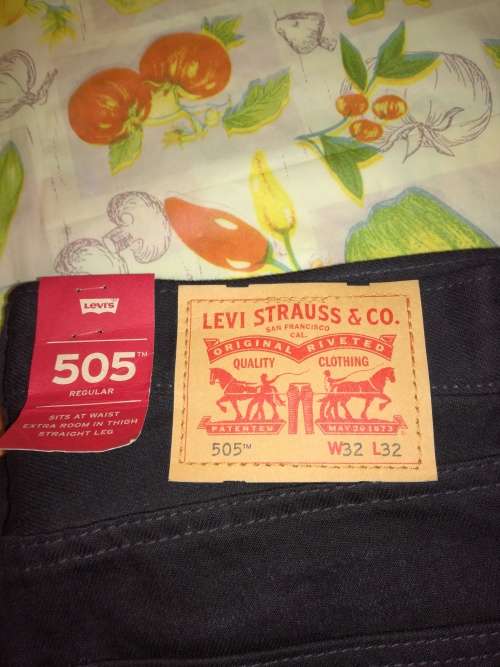 Levi's
505™
REGULAR
SITS AT WAIST
EXTRA ROOM IN THIGH
STRAIGHT LEG
LEVI STRAUSS & CO.
SAN FRANCISCO
CAL.
ORIGINAL RIVETED
QUALITY CLOTHING
PATENTED MAY 20 1873
505™ W32 L32